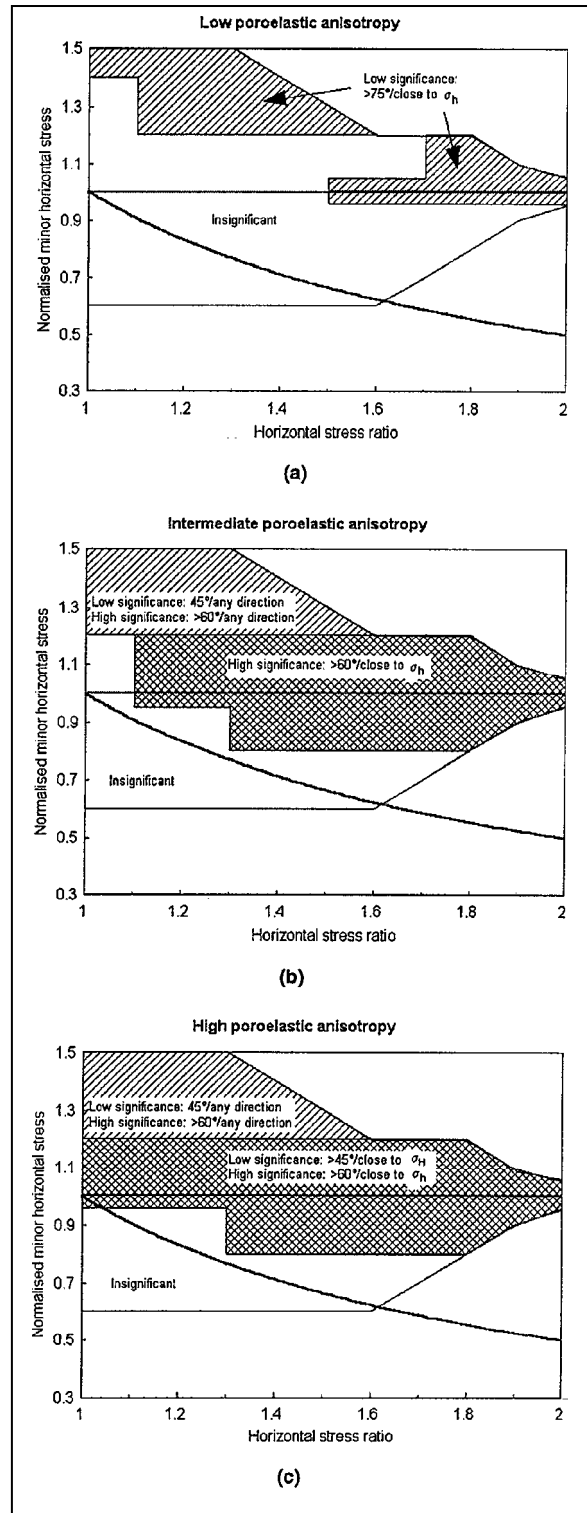 Low poroelastic anisotropy
1.5
1.3
1.1
0.9
0.7
0.5
0.3
Normalised minor horizontal stress
Low significance:
>75°/close to σh
Insignificant
1
1.2
1.4
1.6
1.8
2
Horizontal stress ratio
(a)
Intermediate poroelastic anisotropy
1.5
1.3
1.1
0.9
0.7
0.5
0.3
Normalised minor horizontal stress
Low significance: 45°/any direction
High significance: >60°/any direction
High significance: >60°/close to σh
Insignificant
1
1.2
1.4
1.6
1.8
2
Horizontal stress ratio
(b)
High poroelastic anisotropy
1.5
1.3
1.1
0.9
0.7
0.5
0.3
Normalised minor horizontal stress
Low significance: 45°/any direction
High significance: >60°/any direction
Low significance: >45°/close to σH
High significance: >60°/close to σh
Insignificant
1
1.2
1.4
1.6
1.8
2
Horizontal stress ratio
(c)